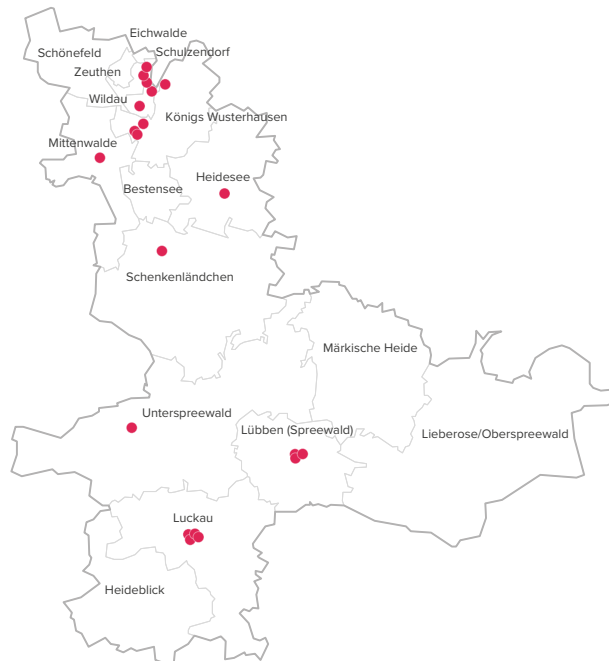 Eichwalde
Schönefeld
Schulzendorf
Zeuthen
Wildau
Königs Wusterhausen
Mittenwalde
Bestensee
Heidesee
Schenkenländchen
Märkische Heide
Unterspreewald
Lübben (Spreewald)
Lieberose/Oberspreewald
Luckau
Heideblick